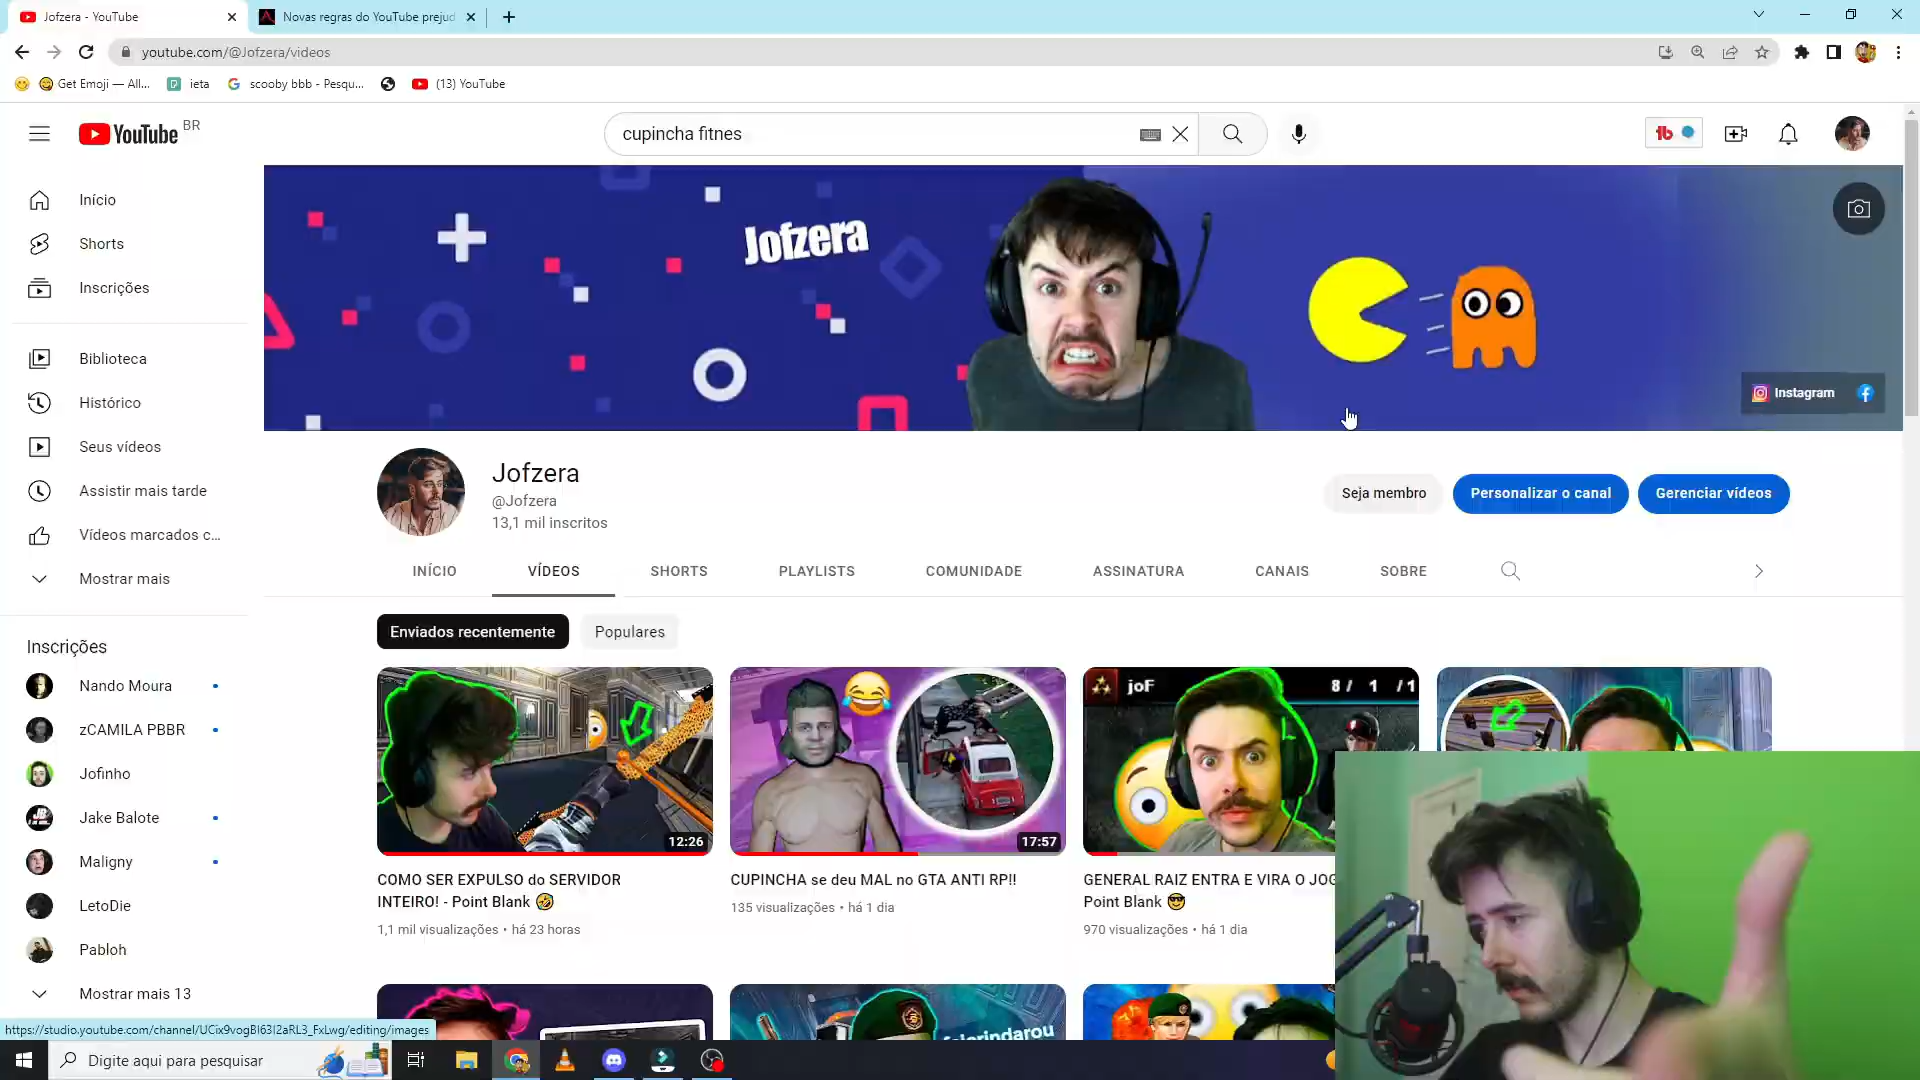 Jofzera - YouTube
Novas regras do YouTube prejud
youtube.com/@Jofzera/videos
Get Emoji — All...
ieta
scooby bbb - Pesqu...
(13) YouTube
YouTube BR
cupincha fitnes
tb
Início
Shorts
Inscrições
Biblioteca
Histórico
Seus vídeos
Assistir mais tarde
Vídeos marcados c...
Mostrar mais
Inscrições
Nando Moura
zCAMILA PBBR
Jofinho
Jake Balote
Maligny
LetoDie
Pabloh
Mostrar mais 13
Jofzera
Instagram
Jofzera
@Jofzera
13,1 mil inscritos
Seja membro
Personalizar o canal
Gerenciar vídeos
INÍCIO
VÍDEOS
SHORTS
PLAYLISTS
COMUNIDADE
ASSINATURA
CANAIS
SOBRE
Enviados recentemente
Populares
12:26
COMO SER EXPULSO do SERVIDOR
INTEIRO! - Point Blank 🤣
1,1 mil visualizações • há 23 horas
17:57
CUPINCHA se deu MAL no GTA ANTI RP!!
135 visualizações • há 1 dia
joF
8 / 1 / 1
GENERAL RAIZ ENTRA E VIRA O JOG
Point Blank 😎
970 visualizações • há 1 dia
https://studio.youtube.com/channel/UCix9vogBl63I2aRL3_FxLwg/editing/images
Digite aqui para pesquisar